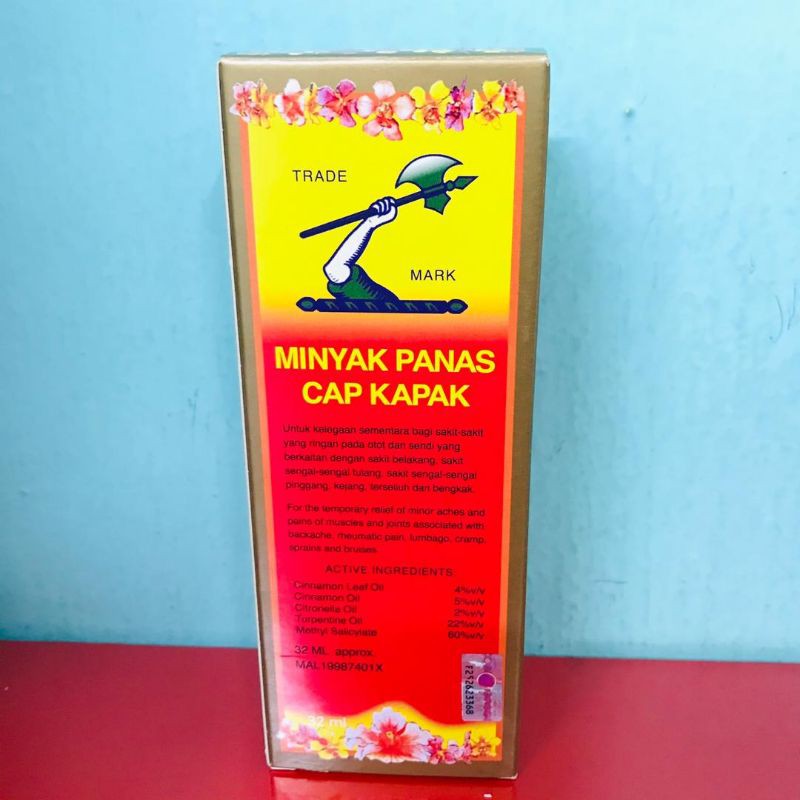 TRADE
MARK
MINYAK PANAS
CAP KAPAK
Untuk kelegaan sementara bagi sakit-sakit
yang ringan pada otot dan sendi yang
berkaitan dengan sakit belakang, sakit
sengal-sengal tulang, sakit sengal-sengal
pinggang, kejang, terseliuh dan bengkak.
For the temporary relief of minor aches and
pains of muscles and joints associated with
backache, rheumatic pain, lumbago, cramp,
sprains and bruises
ACTIVE INGREDIENTS:
Cinnamon Leaf Oil 4%v/v
Cinnamon Oil 5%v/v
Citronella Oil 2%v/v
Turpentine Oil 22%v/v
Methyl Salicylate 60%v/v
32 ML. approx.
MAL19987401X
F252623368
32 ml